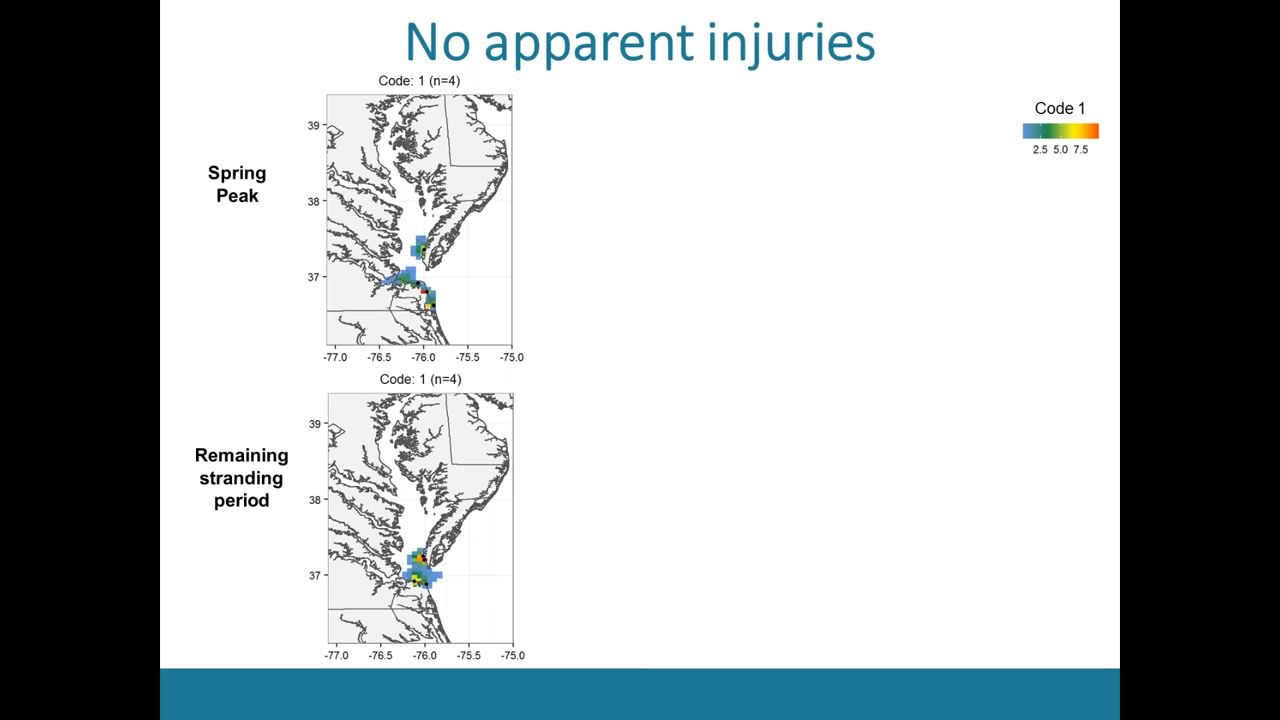 No apparent injuries
Code: 1 (n=4)
Code 1
2.5 5.0 7.5
Spring
Peak
39
38
37
-77.0 -76.5 -76.0 -75.5 -75.0
Code: 1 (n=4)
Remaining
stranding
period
39
38
37
-77.0 -76.5 -76.0 -75.5 -75.0